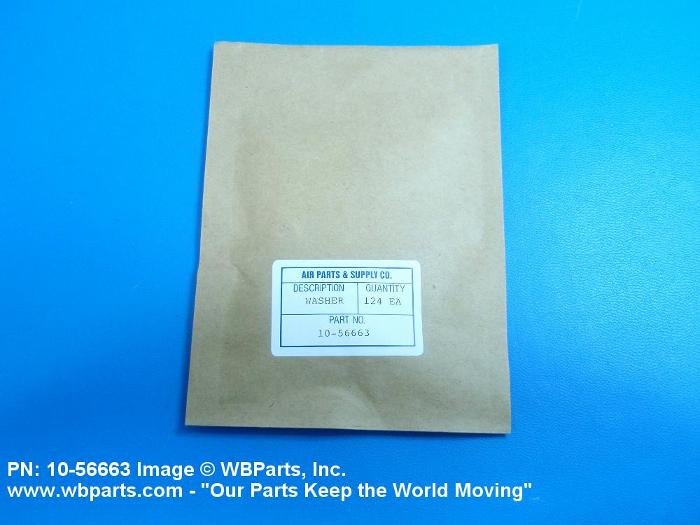 AIR PARTS & SUPPLY CO.
DESCRIPTION QUANTITY
WASHER 124 EA
PART NO.
10-56663
PN: 10-56663 Image © WBParts, Inc.
www.wbparts.com - "Our Parts Keep the World Moving"